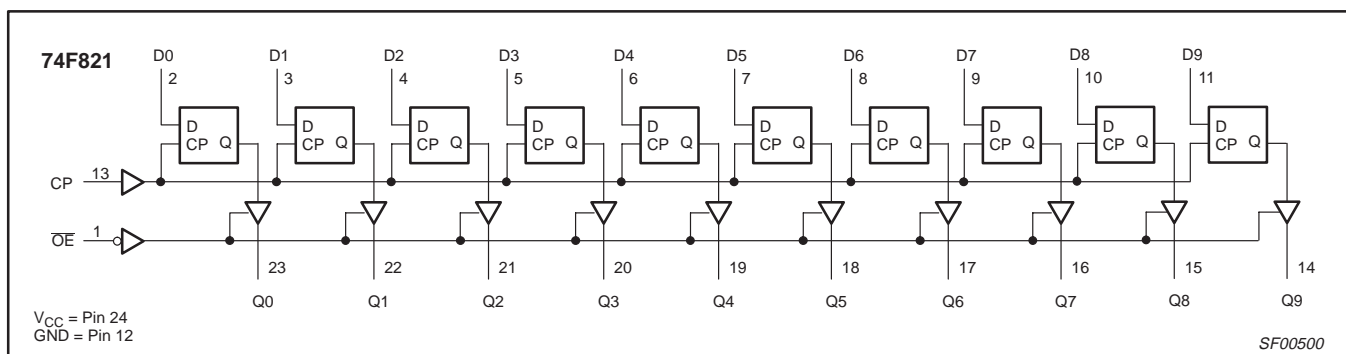 74F821
D0 D1 D2 D3 D4 D5 D6 D7 D8 D9
2 3 4 5 6 7 8 9 10 11
D D D D D D D D D D
CP Q CP Q CP Q CP Q CP Q CP Q CP Q CP Q CP Q CP Q
CP 13
OE 1
23 22 21 20 19 18 17 16 15 14
Q0 Q1 Q2 Q3 Q4 Q5 Q6 Q7 Q8 Q9
VCC = Pin 24
GND = Pin 12
SF00500